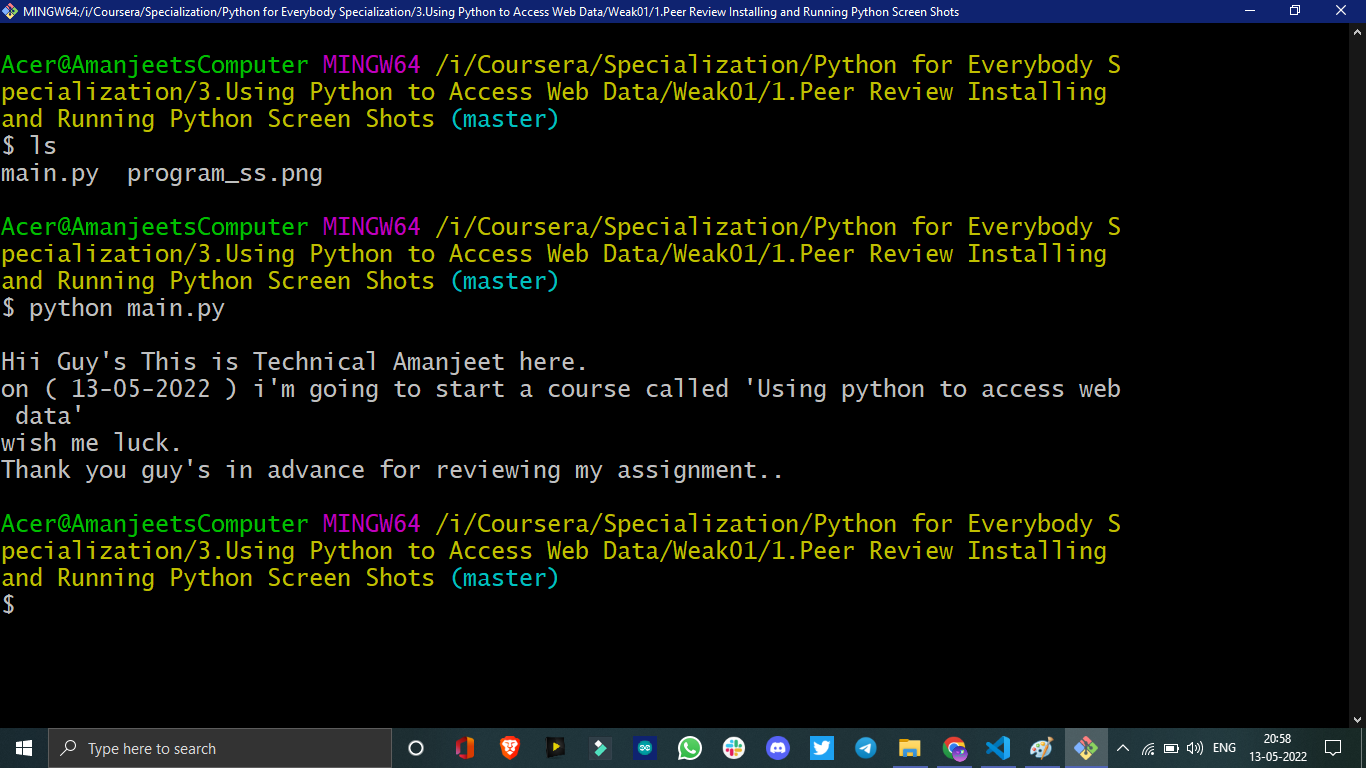 MINGW64:/i/Coursera/Specialization/Python for Everybody Specialization/3.Using Python to Access Web Data/Weak01/1.Peer Review Installing and Running Python Screen Shots
Acer@AmanjeetsComputer MINGW64 /i/Coursera/Specialization/Python for Everybody S
pecialization/3.Using Python to Access Web Data/Weak01/1.Peer Review Installing
and Running Python Screen Shots (master)
$ ls
main.py  program_ss.png
Acer@AmanjeetsComputer MINGW64 /i/Coursera/Specialization/Python for Everybody S
pecialization/3.Using Python to Access Web Data/Weak01/1.Peer Review Installing
and Running Python Screen Shots (master)
$ python main.py
Hii Guy's This is Technical Amanjeet here.
on ( 13-05-2022 ) i'm going to start a course called 'Using python to access web
 data'
wish me luck.
Thank you guy's in advance for reviewing my assignment..
Acer@AmanjeetsComputer MINGW64 /i/Coursera/Specialization/Python for Everybody S
pecialization/3.Using Python to Access Web Data/Weak01/1.Peer Review Installing
and Running Python Screen Shots (master)
$
Type here to search
ENG
20:58
13-05-2022